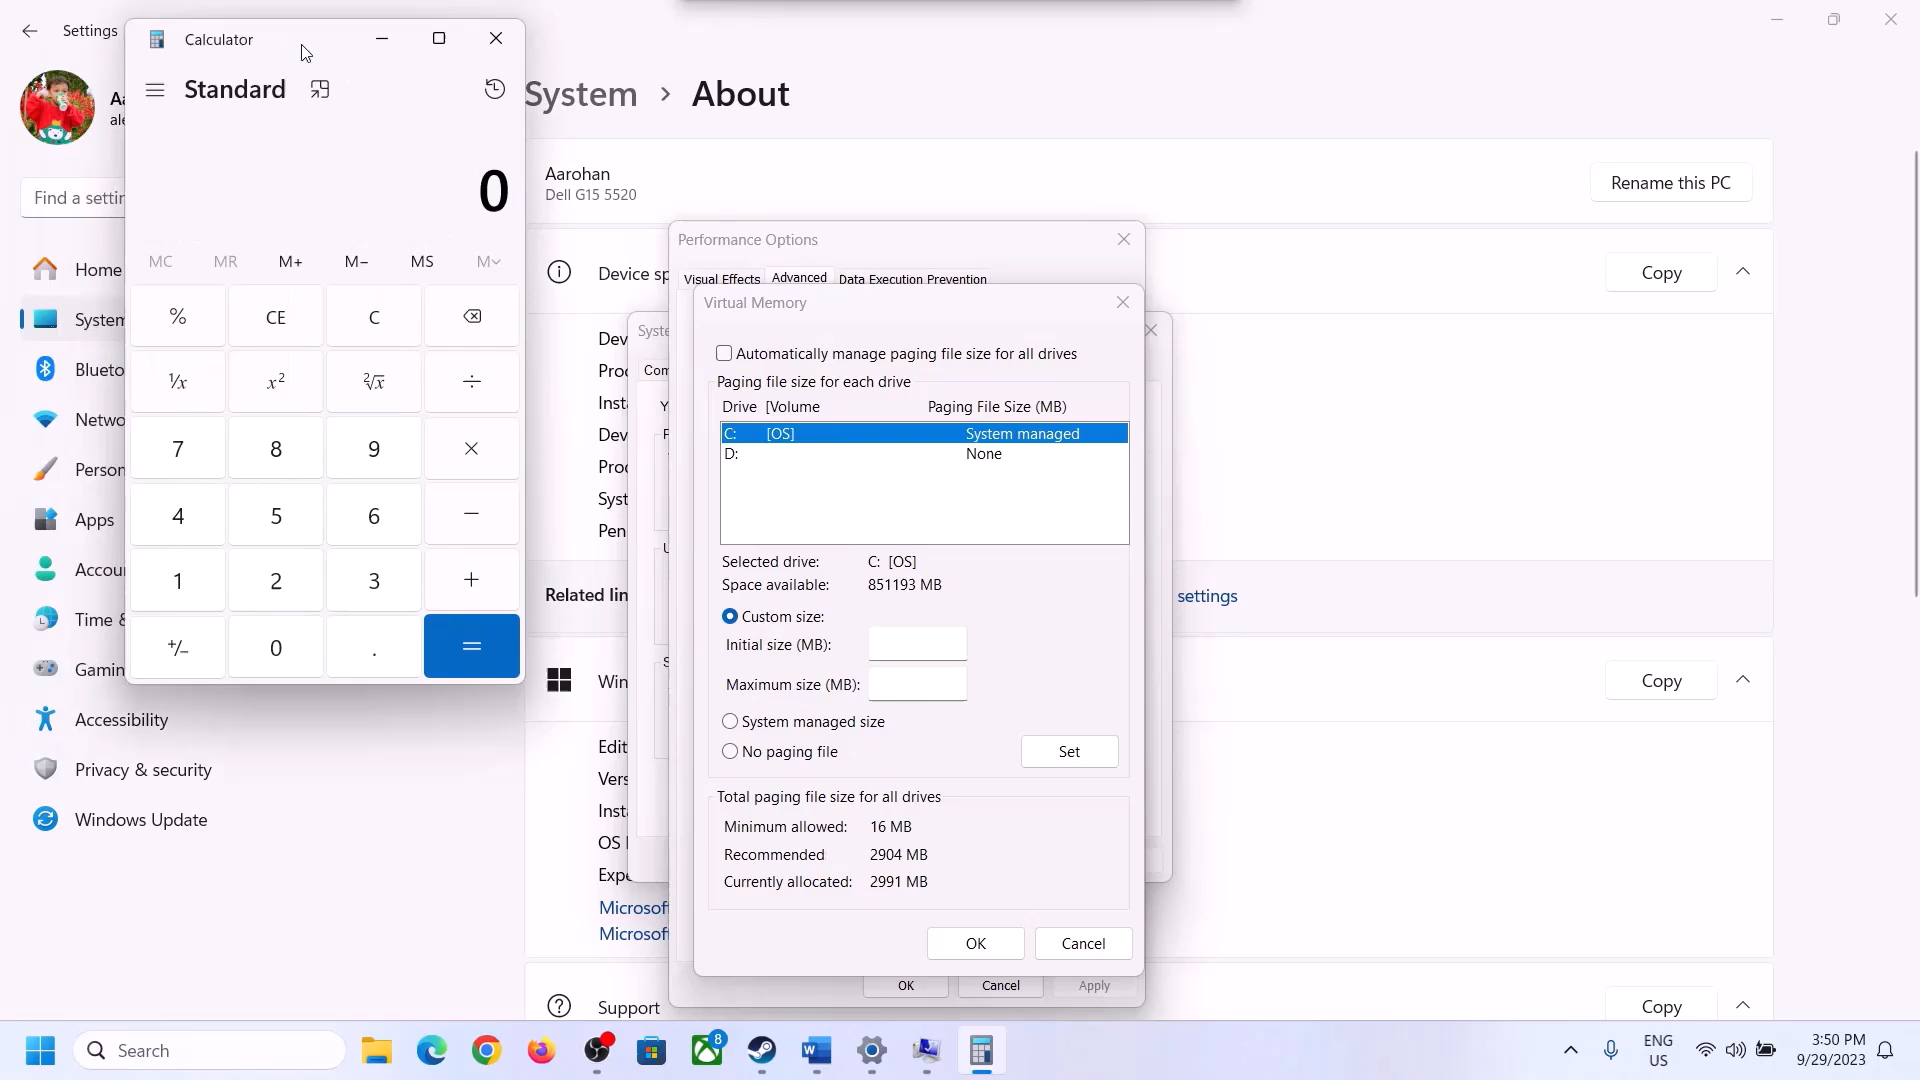 Settings
Aa
ale
Find a settin
Home
System
Blueto
Netwo
Person
Apps
Accou
Time &
Gamin
Accessibility
Privacy & security
Windows Update
Calculator
Standard
0
MC MR M+ M− MS M˅
% CE C
¹/x x² ²√x ÷
7 8 9 ×
4 5 6 −
1 2 3 +
+/− 0 . =
System > About
Aarohan
Dell G15 5520
Rename this PC
Device sp
Copy
Dev
Proc
Insta
Dev
Proc
Syst
Pen
Related lin
settings
Win
Copy
Edit
Vers
Insta
OS
Expe
Microsof
Microsof
Support
Copy
Syste
Com
Y
Performance Options
Visual Effects Advanced Data Execution Prevention
OK Cancel Apply
Virtual Memory
Automatically manage paging file size for all drives
Paging file size for each drive
Drive [Volume Paging File Size (MB)
C: [OS] System managed
D: None
Selected drive: C: [OS]
Space available: 851193 MB
Custom size:
Initial size (MB):
Maximum size (MB):
System managed size
No paging file
Set
Total paging file size for all drives
Minimum allowed: 16 MB
Recommended 2904 MB
Currently allocated: 2991 MB
OK Cancel
Search
8
ENG
US
3:50 PM
9/29/2023